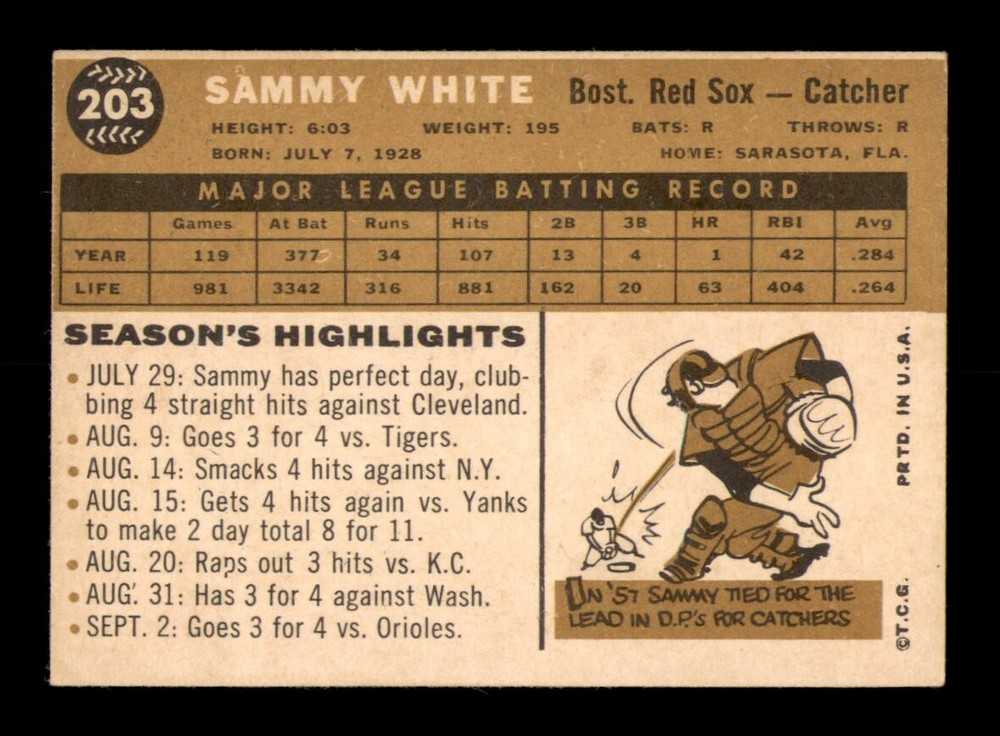 203
SAMMY WHITE Bost. Red Sox — Catcher
HEIGHT: 6:03 WEIGHT: 195 BATS: R THROWS: R
BORN: JULY 7, 1928 HOME: SARASOTA, FLA.
MAJOR LEAGUE BATTING RECORD
Games At Bat Runs Hits 2B 3B HR RBI Avg
YEAR 119 377 34 107 13 4 1 42 .284
LIFE 981 3342 316 881 162 20 63 404 .264
SEASON'S HIGHLIGHTS
• JULY 29: Sammy has perfect day, club-
bing 4 straight hits against Cleveland.
• AUG. 9: Goes 3 for 4 vs. Tigers.
• AUG. 14: Smacks 4 hits against N.Y.
• AUG. 15: Gets 4 hits again vs. Yanks
to make 2 day total 8 for 11.
• AUG. 20: Raps out 3 hits vs. K.C.
• AUG. 31: Has 3 for 4 against Wash.
• SEPT. 2: Goes 3 for 4 vs. Orioles.
IN '57 SAMMY TIED FOR THE
LEAD IN D.P.'s FOR CATCHERS
©T.C.G. PRTD. IN U.S.A.